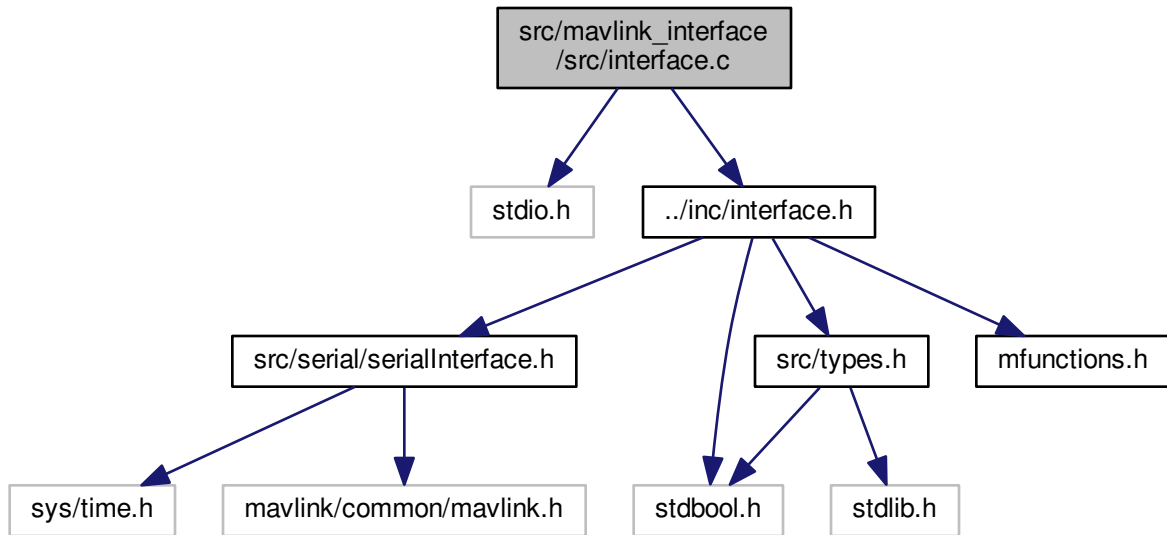 src/mavlink_interface
/src/interface.c
stdio.h
../inc/interface.h
src/serial/serialInterface.h
src/types.h
mfunctions.h
sys/time.h
mavlink/common/mavlink.h
stdbool.h
stdlib.h